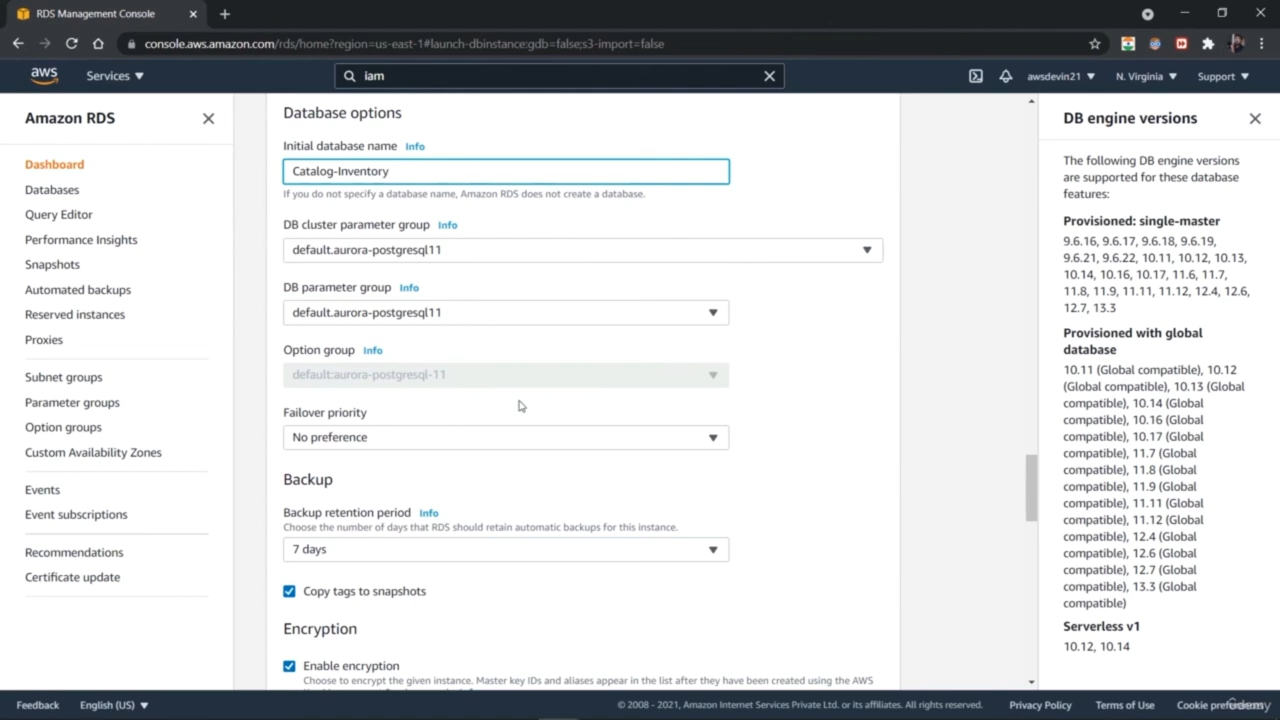 RDS Management Console
console.aws.amazon.com/rds/home?region=us-east-1#launch-dbinstance:gdb=false;s3-import=false
aws
Services
iam
awsdevin21
N. Virginia
Support
Amazon RDS
Dashboard
Databases
Query Editor
Performance Insights
Snapshots
Automated backups
Reserved instances
Proxies
Subnet groups
Parameter groups
Option groups
Custom Availability Zones
Events
Event subscriptions
Recommendations
Certificate update
Database options
Initial database name Info
Catalog-Inventory
If you do not specify a database name, Amazon RDS does not create a database.
DB cluster parameter group Info
default.aurora-postgresql11
DB parameter group Info
default.aurora-postgresql11
Option group Info
default:aurora-postgresql-11
Failover priority
No preference
Backup
Backup retention period Info
Choose the number of days that RDS should retain automatic backups for this instance.
7 days
Copy tags to snapshots
Encryption
Enable encryption
Choose to encrypt the given instance. Master key IDs and aliases appear in the list after they have been created using the AWS
DB engine versions
The following DB engine versions
are supported for these database
features:
Provisioned: single-master
9.6.16, 9.6.17, 9.6.18, 9.6.19,
9.6.21, 9.6.22, 10.11, 10.12, 10.13,
10.14, 10.16, 10.17, 11.6, 11.7,
11.8, 11.9, 11.11, 11.12, 12.4, 12.6,
12.7, 13.3
Provisioned with global
database
10.11 (Global compatible), 10.12
(Global compatible), 10.13 (Global
compatible), 10.14 (Global
compatible), 10.16 (Global
compatible), 10.17 (Global
compatible), 11.7 (Global
compatible), 11.8 (Global
compatible), 11.9 (Global
compatible), 11.11 (Global
compatible), 11.12 (Global
compatible), 12.4 (Global
compatible), 12.6 (Global
compatible), 12.7 (Global
compatible), 13.3 (Global
compatible)
Serverless v1
10.12, 10.14
Feedback
English (US)
© 2008 - 2021, Amazon Internet Services Private Ltd. or its affiliates. All rights reserved.
Privacy Policy
Terms of Use
Cookie preferences
Udemy